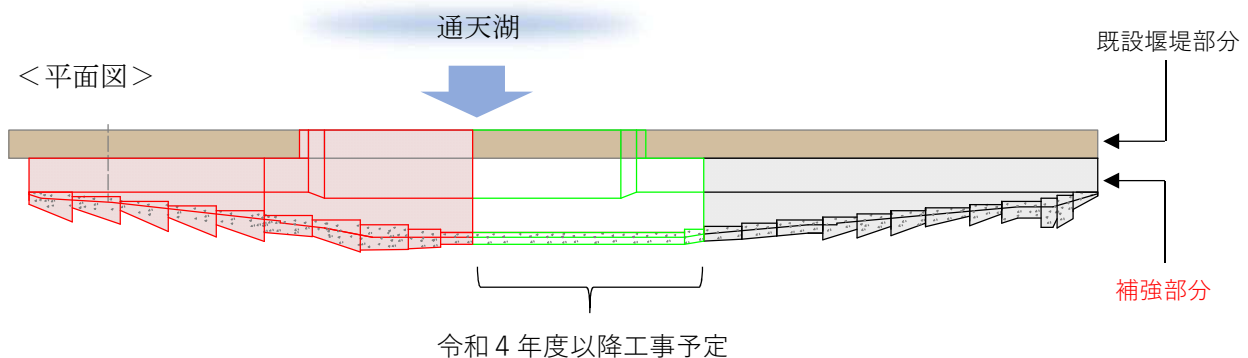 通天湖
既設堰堤部分
＜平面図＞
補強部分
令和４年度以降工事予定